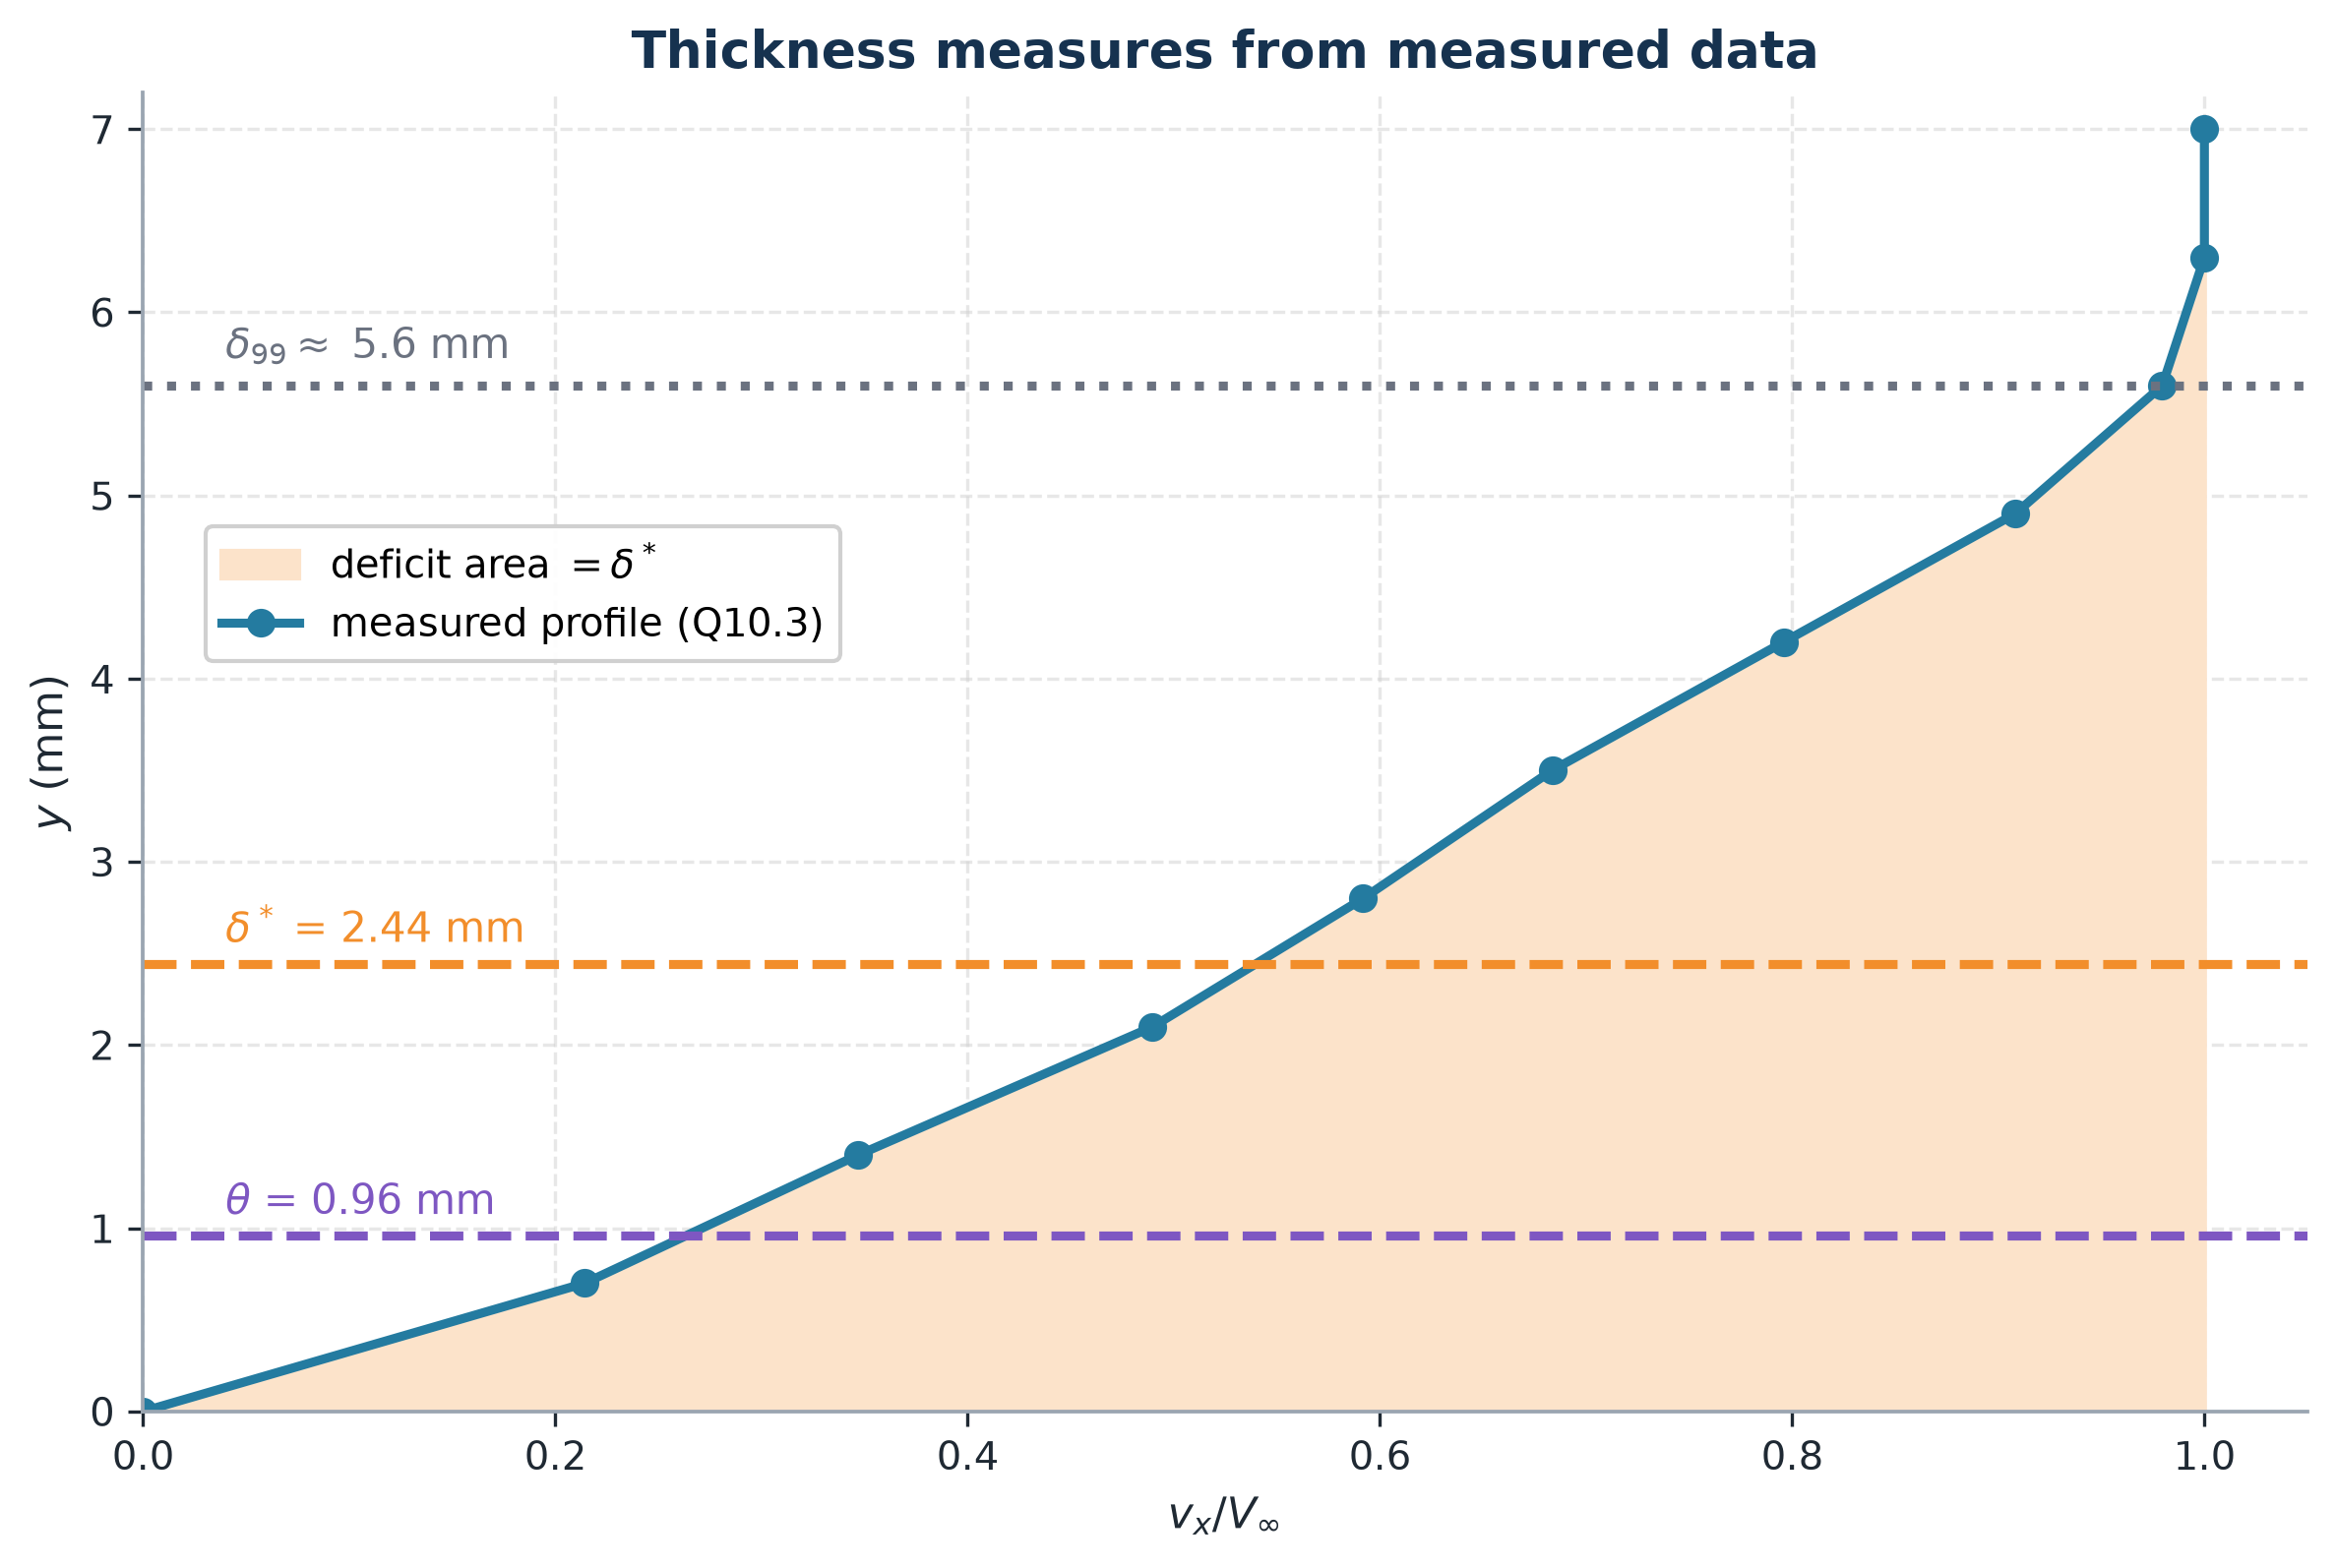 Thickness measures from measured data
7
6
δ₉₉ ≈ 5.6 mm
5
deficit area = δ*
measured profile (Q10.3)
4
y (mm)
3
δ* = 2.44 mm
2
θ = 0.96 mm
1
0
0.0 0.2 0.4 0.6 0.8 1.0
vₓ/V∞